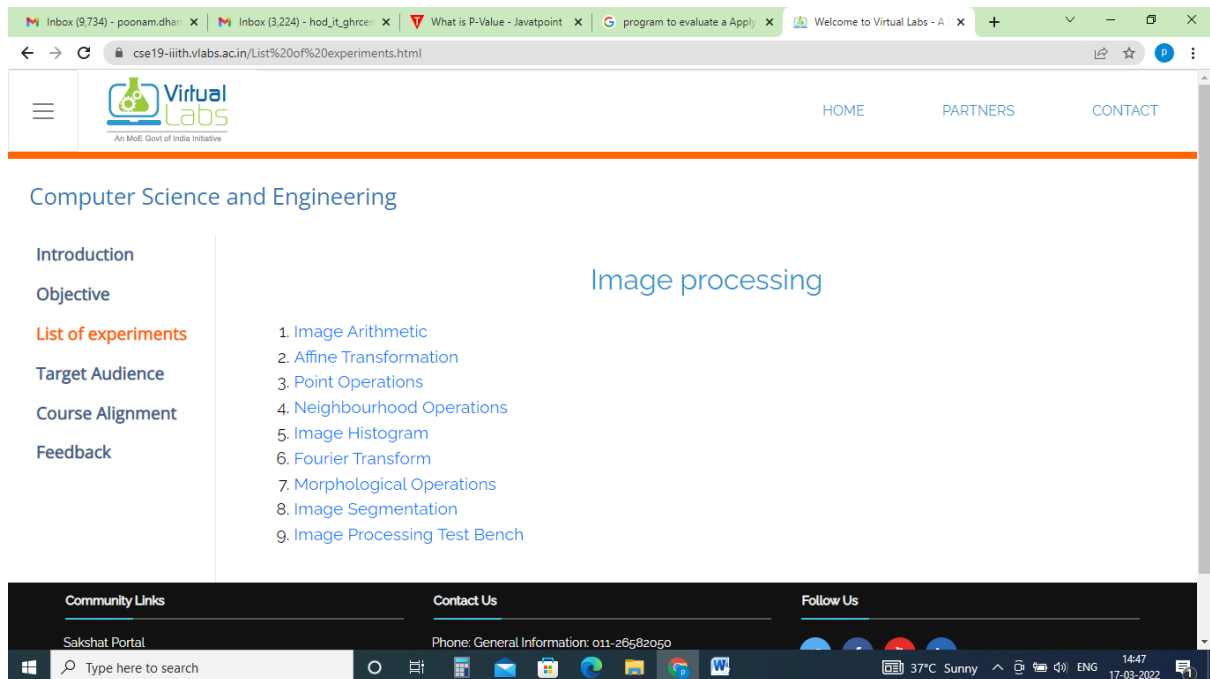 Inbox (9,734) - poonam.dhan
Inbox (3,224) - hod_it_ghrcen
What is P-Value - Javatpoint
program to evaluate a Apply
Welcome to Virtual Labs - A
cse19-iiith.vlabs.ac.in/List%20of%20experiments.html
P
Virtual
Labs
An MoE Govt of India Initiative
HOME PARTNERS CONTACT
Computer Science and Engineering
Introduction
Objective
List of experiments
Target Audience
Course Alignment
Feedback
Image processing
1. Image Arithmetic
2. Affine Transformation
3. Point Operations
4. Neighbourhood Operations
5. Image Histogram
6. Fourier Transform
7. Morphological Operations
8. Image Segmentation
9. Image Processing Test Bench
Community Links
Sakshat Portal
Contact Us
Phone: General Information: 011-26582050
Follow Us
Type here to search
37°C Sunny
ENG
14:47
17-03-2022
1